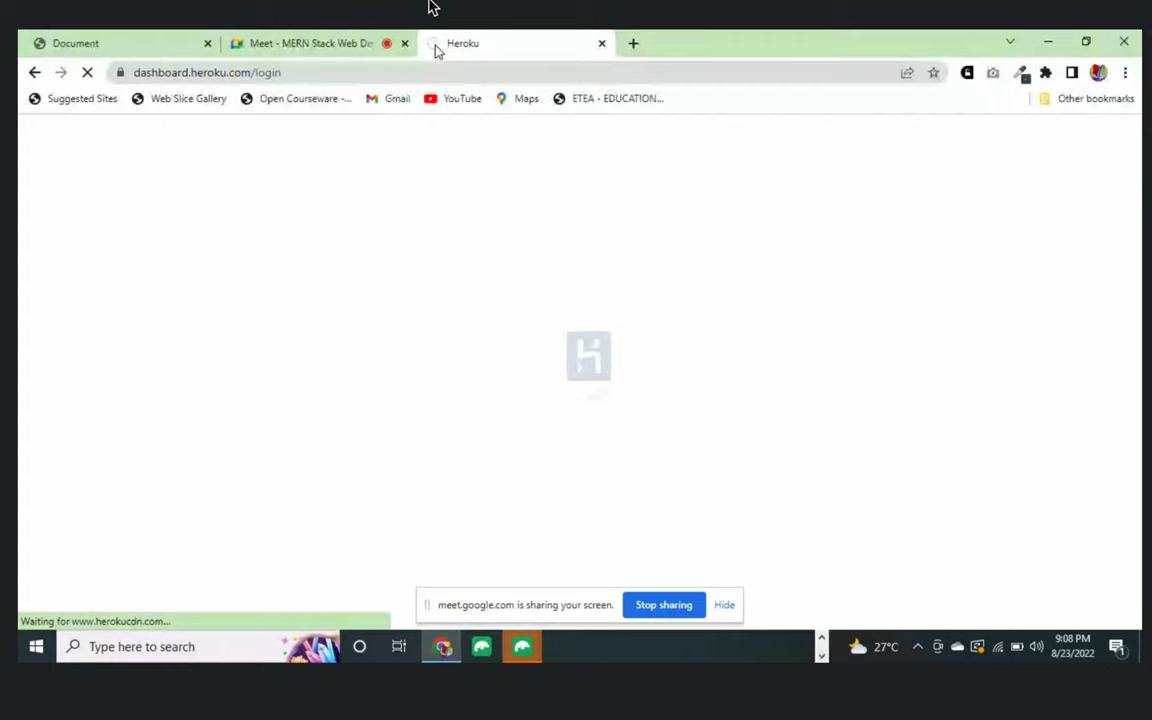 Document
Meet - MERN Stack Web De
Heroku
dashboard.heroku.com/login
Suggested Sites
Web Slice Gallery
Open Courseware -...
Gmail
YouTube
Maps
ETEA - EDUCATION...
Other bookmarks
meet.google.com is sharing your screen.
Stop sharing
Hide
Waiting for www.herokucdn.com...
Type here to search
27°C
9:08 PM
8/23/2022
1